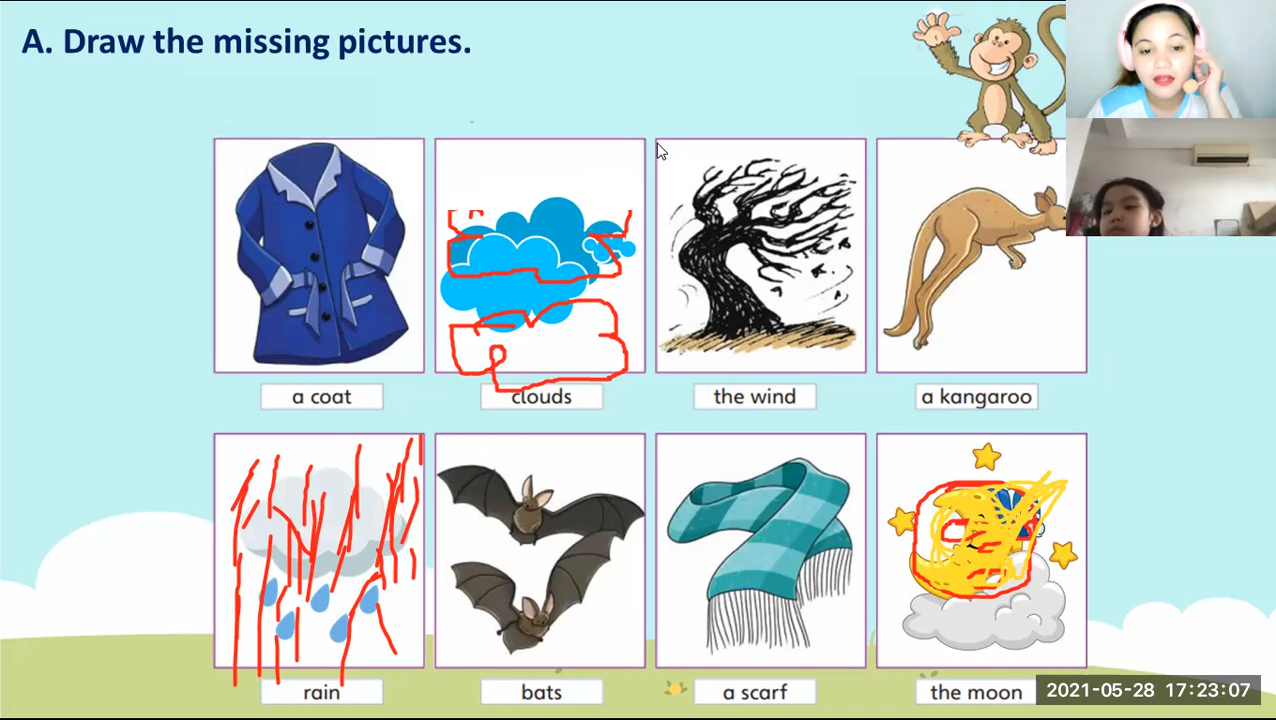 A. Draw the missing pictures.
a coat
clouds
the wind
a kangaroo
rain
bats
a scarf
the moon
2021-05-28 17:23:07